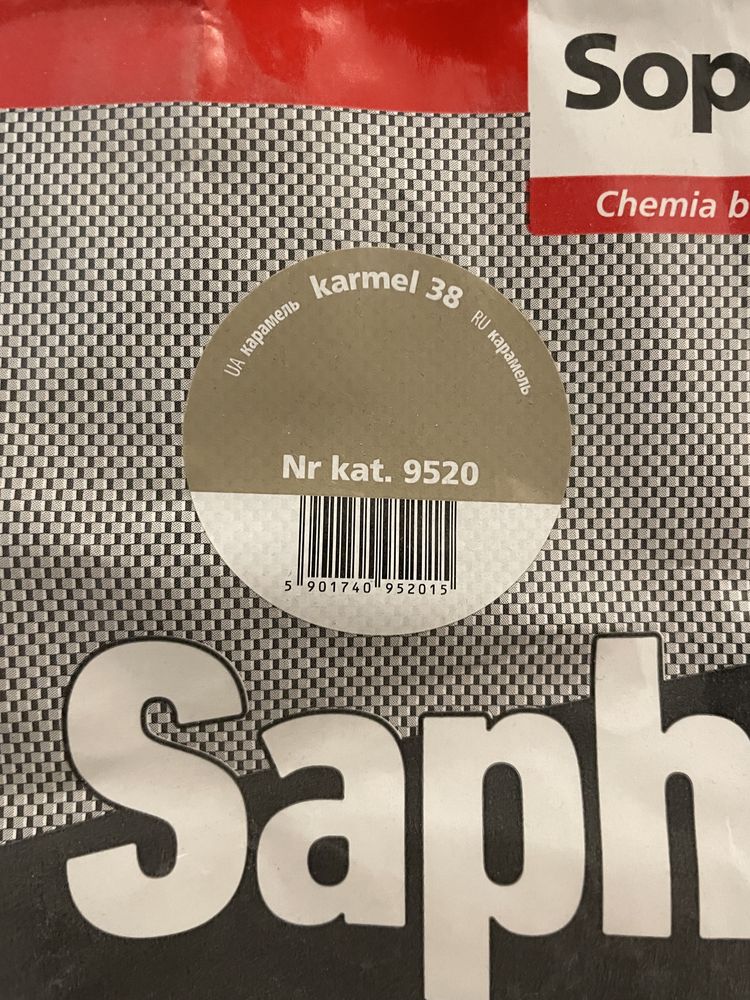 Sop
Chemia b
karmel 38
UA карамель
RU карамель
Nr kat. 9520
5 901740 952015
Saph